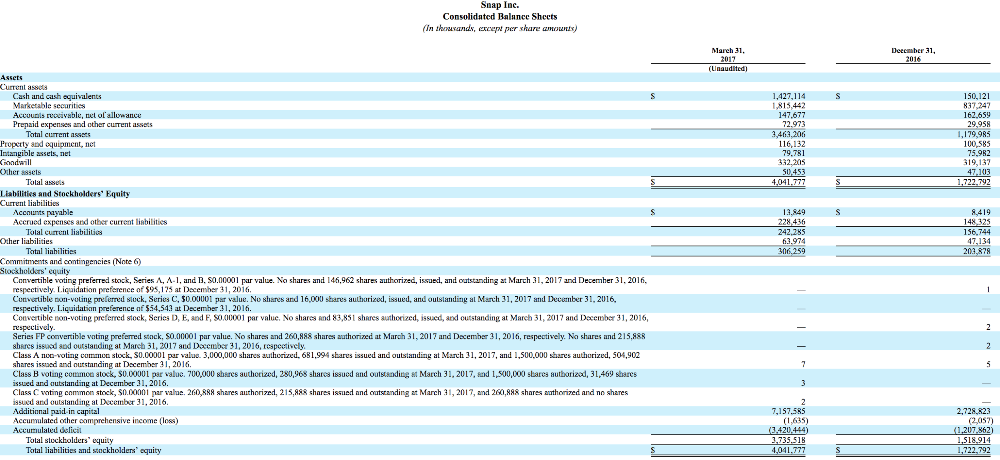 Snap Inc.
Consolidated Balance Sheets
(In thousands, except per share amounts)
March 31, December 31,
2017 2016
(Unaudited)
Assets
Current assets
Cash and cash equivalents $ 1,427,114 $ 150,121
Marketable securities 1,815,442 837,247
Accounts receivable, net of allowance 147,677 162,659
Prepaid expenses and other current assets 72,973 29,958
Total current assets 3,463,206 1,179,985
Property and equipment, net 116,132 100,585
Intangible assets, net 79,781 75,982
Goodwill 332,205 319,137
Other assets 50,453 47,103
Total assets $ 4,041,777 $ 1,722,792
Liabilities and Stockholders’ Equity
Current liabilities
Accounts payable $ 13,849 $ 8,419
Accrued expenses and other current liabilities 228,436 148,325
Total current liabilities 242,285 156,744
Other liabilities 63,974 47,134
Total liabilities 306,259 203,878
Commitments and contingencies (Note 6)
Stockholders’ equity
Convertible voting preferred stock, Series A, A-1, and B, $0.00001 par value. No shares and 146,962 shares authorized, issued, and outstanding at March 31, 2017 and December 31, 2016,
respectively. Liquidation preference of $95,175 at December 31, 2016. — 1
Convertible non-voting preferred stock, Series C, $0.00001 par value. No shares and 16,000 shares authorized, issued, and outstanding at March 31, 2017 and December 31, 2016,
respectively. Liquidation preference of $54,543 at December 31, 2016. — —
Convertible non-voting preferred stock, Series D, E, and F, $0.00001 par value. No shares and 83,851 shares authorized, issued, and outstanding at March 31, 2017 and December 31, 2016,
respectively. — 2
Series FP convertible voting preferred stock, $0.00001 par value. No shares and 260,888 shares authorized at March 31, 2017 and December 31, 2016, respectively. No shares and 215,888
shares issued and outstanding at March 31, 2017 and December 31, 2016, respectively. — 2
Class A non-voting common stock, $0.00001 par value. 3,000,000 shares authorized, 681,994 shares issued and outstanding at March 31, 2017, and 1,500,000 shares authorized, 504,902
shares issued and outstanding at December 31, 2016. 7 5
Class B voting common stock, $0.00001 par value. 700,000 shares authorized, 280,968 shares issued and outstanding at March 31, 2017, and 1,500,000 shares authorized, 31,469 shares
issued and outstanding at December 31, 2016. 3 —
Class C voting common stock, $0.00001 par value. 260,888 shares authorized, 215,888 shares issued and outstanding at March 31, 2017, and 260,888 shares authorized and no shares
issued and outstanding at December 31, 2016. 2 —
Additional paid-in capital 7,157,585 2,728,823
Accumulated other comprehensive income (loss) (1,635) (2,057)
Accumulated deficit (3,420,444) (1,207,862)
Total stockholders’ equity 3,735,518 1,518,914
Total liabilities and stockholders’ equity $ 4,041,777 $ 1,722,792